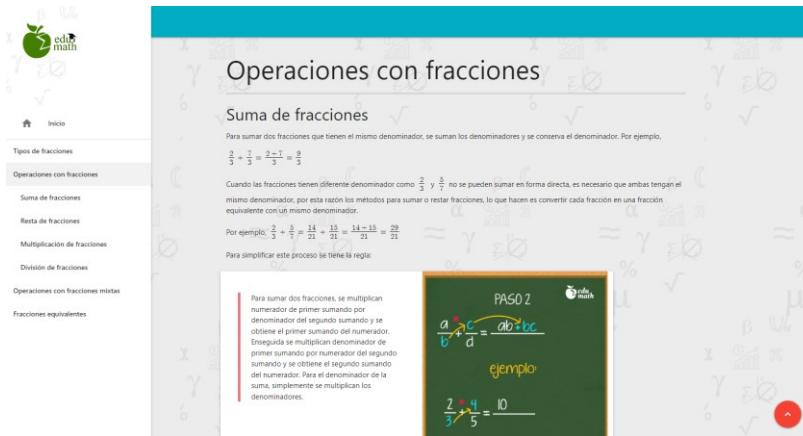 edu
math
Inicio
Tipos de fracciones
Operaciones con fracciones
Suma de fracciones
Resta de fracciones
Multiplicación de fracciones
División de fracciones
Operaciones con fracciones mixtas
Fracciones equivalentes
Operaciones con fracciones
Suma de fracciones
Para sumar dos fracciones que tienen el mismo denominador, se suman los denominadores y se conserva el denominador. Por ejemplo,
2/3 + 7/3 = (2+7)/3 = 9/3
Cuando las fracciones tienen diferente denominador como 2/3 y 5/7 no se pueden sumar en forma directa, es necesario que ambas tengan el
mismo denominador, por esta razón los métodos para sumar o restar fracciones, lo que hacen es convertir cada fracción en una fracción
equivalente con un mismo denominador.
Por ejemplo, 2/3 + 5/7 = 14/21 + 15/21 = (14+15)/21 = 29/21
Para simplificar este proceso se tiene la regla:
Para sumar dos fracciones, se multiplican
numerador de primer sumando por
denominador del segundo sumando y se
obtiene el primer sumando del numerador.
Enseguida se multiplican denominador de
primer sumando por numerador del segundo
sumando y se obtiene el segundo sumando
del numerador. Para el denominador de la
suma, simplemente se multiplican los
denominadores.
edu
math
PASO 2
a/b + c/d = ab+bc
ejemplo:
2/3 + 4/5 = 10